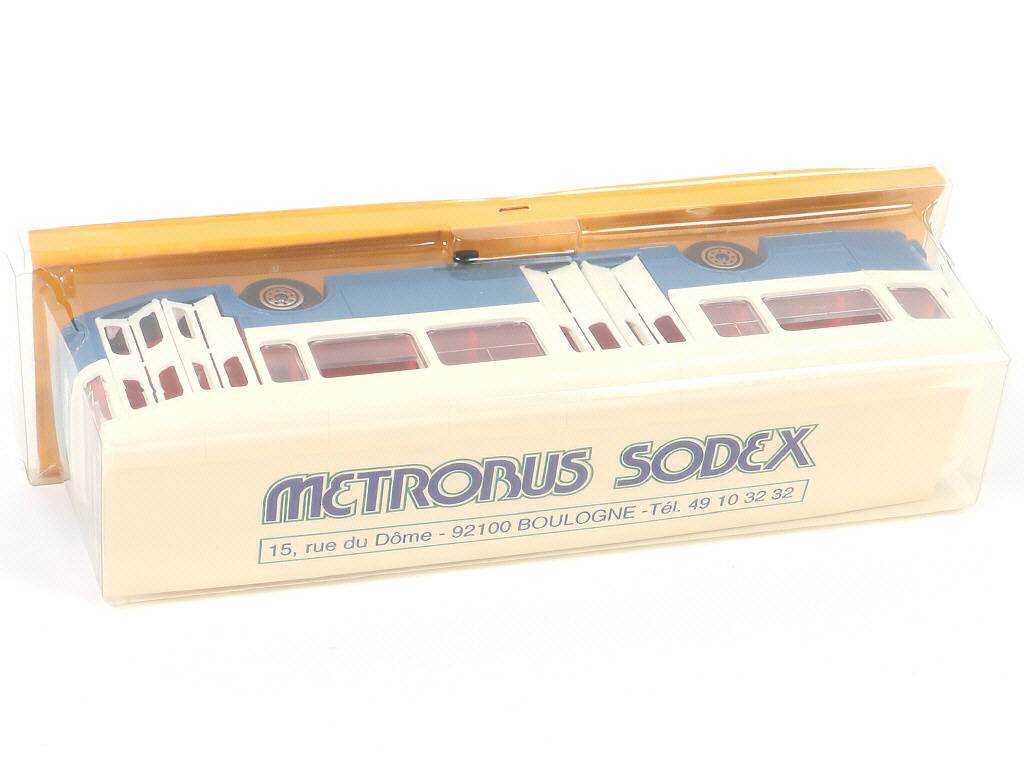 METROBUS SODEX
15, rue du Dôme - 92100 BOULOGNE -Tél. 49 10 32 32